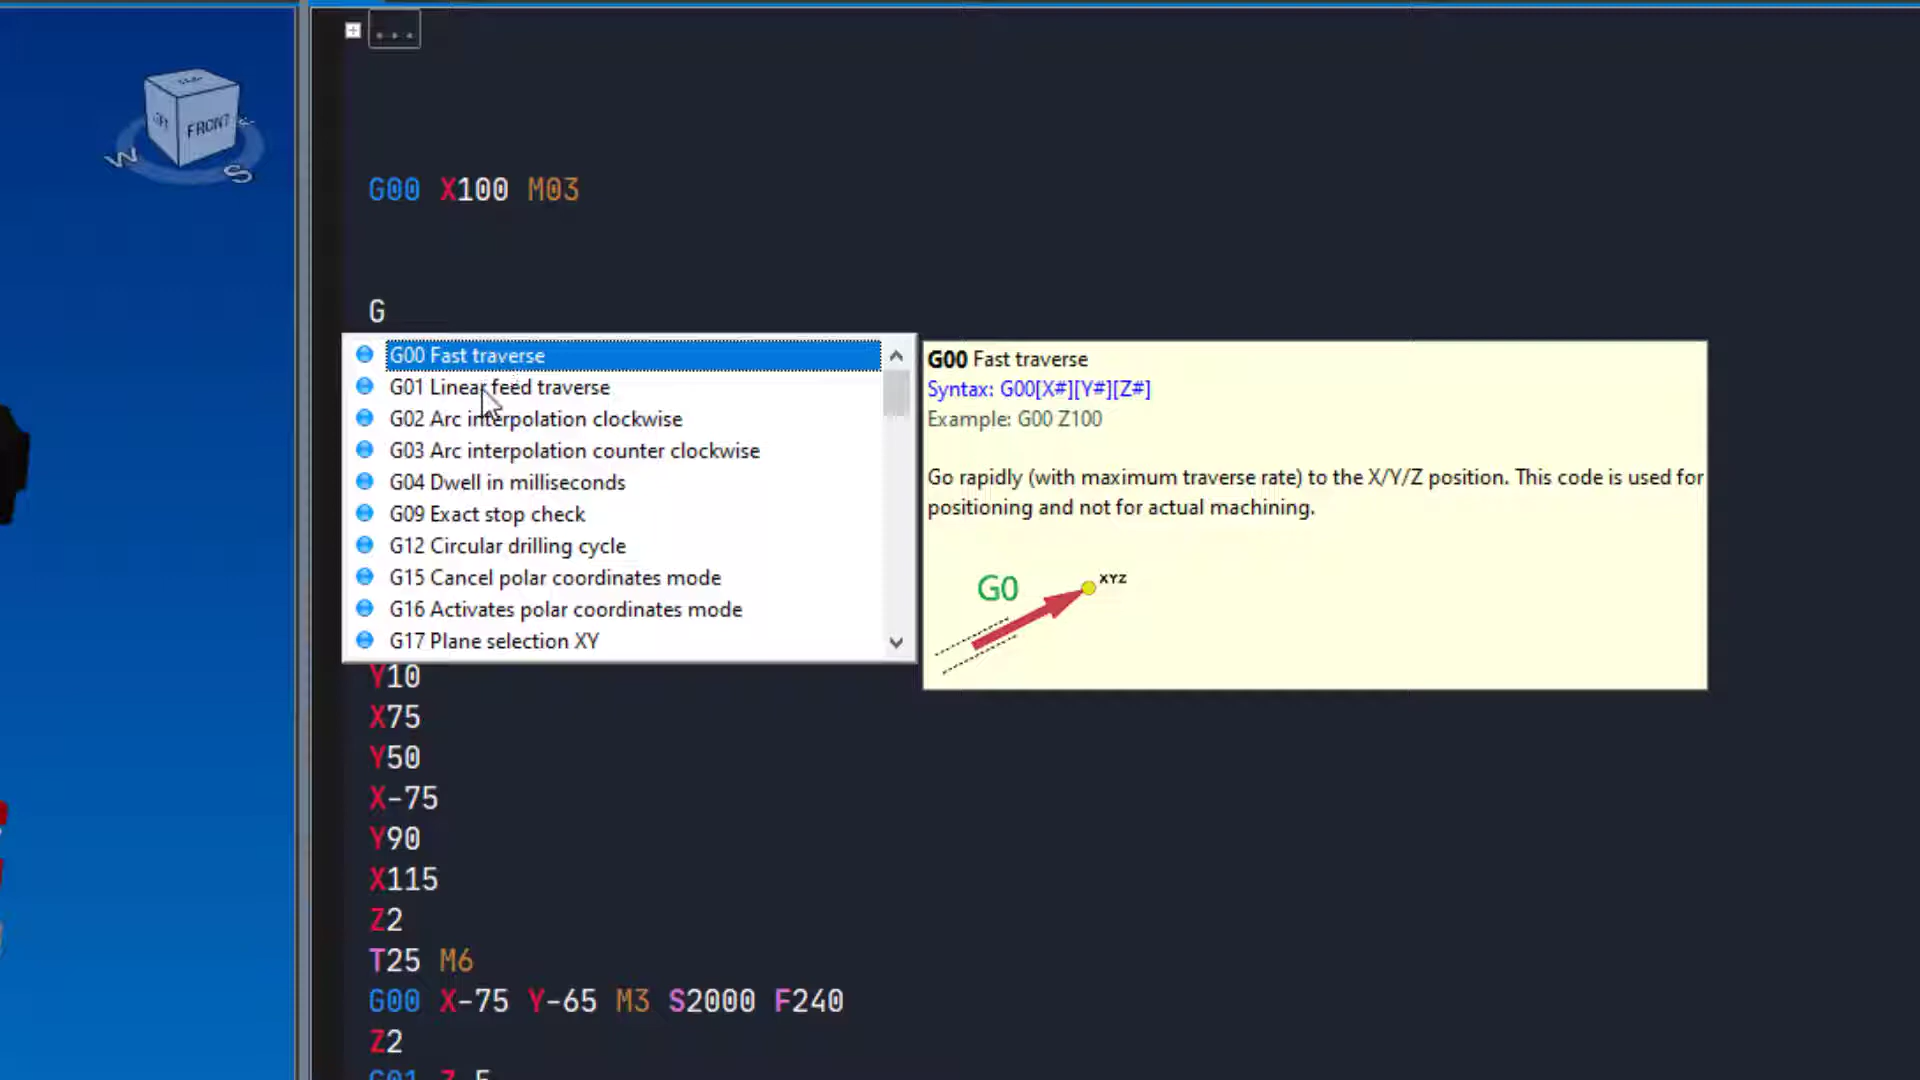 ...
FRONT
W
S
G00 X100 M03
G
G00 Fast traverse
G01 Linear feed traverse
G02 Arc interpolation clockwise
G03 Arc interpolation counter clockwise
G04 Dwell in milliseconds
G09 Exact stop check
G12 Circular drilling cycle
G15 Cancel polar coordinates mode
G16 Activates polar coordinates mode
G17 Plane selection XY
G00 Fast traverse
Syntax: G00[X#][Y#][Z#]
Example: G00 Z100
Go rapidly (with maximum traverse rate) to the X/Y/Z position. This code is used for
positioning and not for actual machining.
G0
XYZ
Y10
X75
Y50
X-75
Y90
X115
Z2
T25 M6
G00 X-75 Y-65 M3 S2000 F240
Z2
G01 Z-5